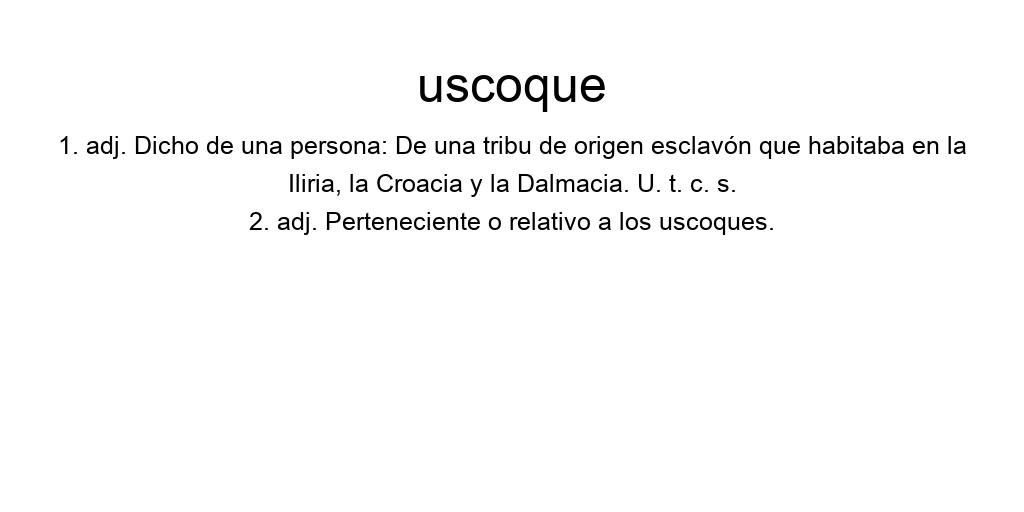 uscoque
1. adj. Dicho de una persona: De una tribu de origen esclavón que habitaba en la
Iliria, la Croacia y la Dalmacia. U. t. c. s.
2. adj. Perteneciente o relativo a los uscoques.